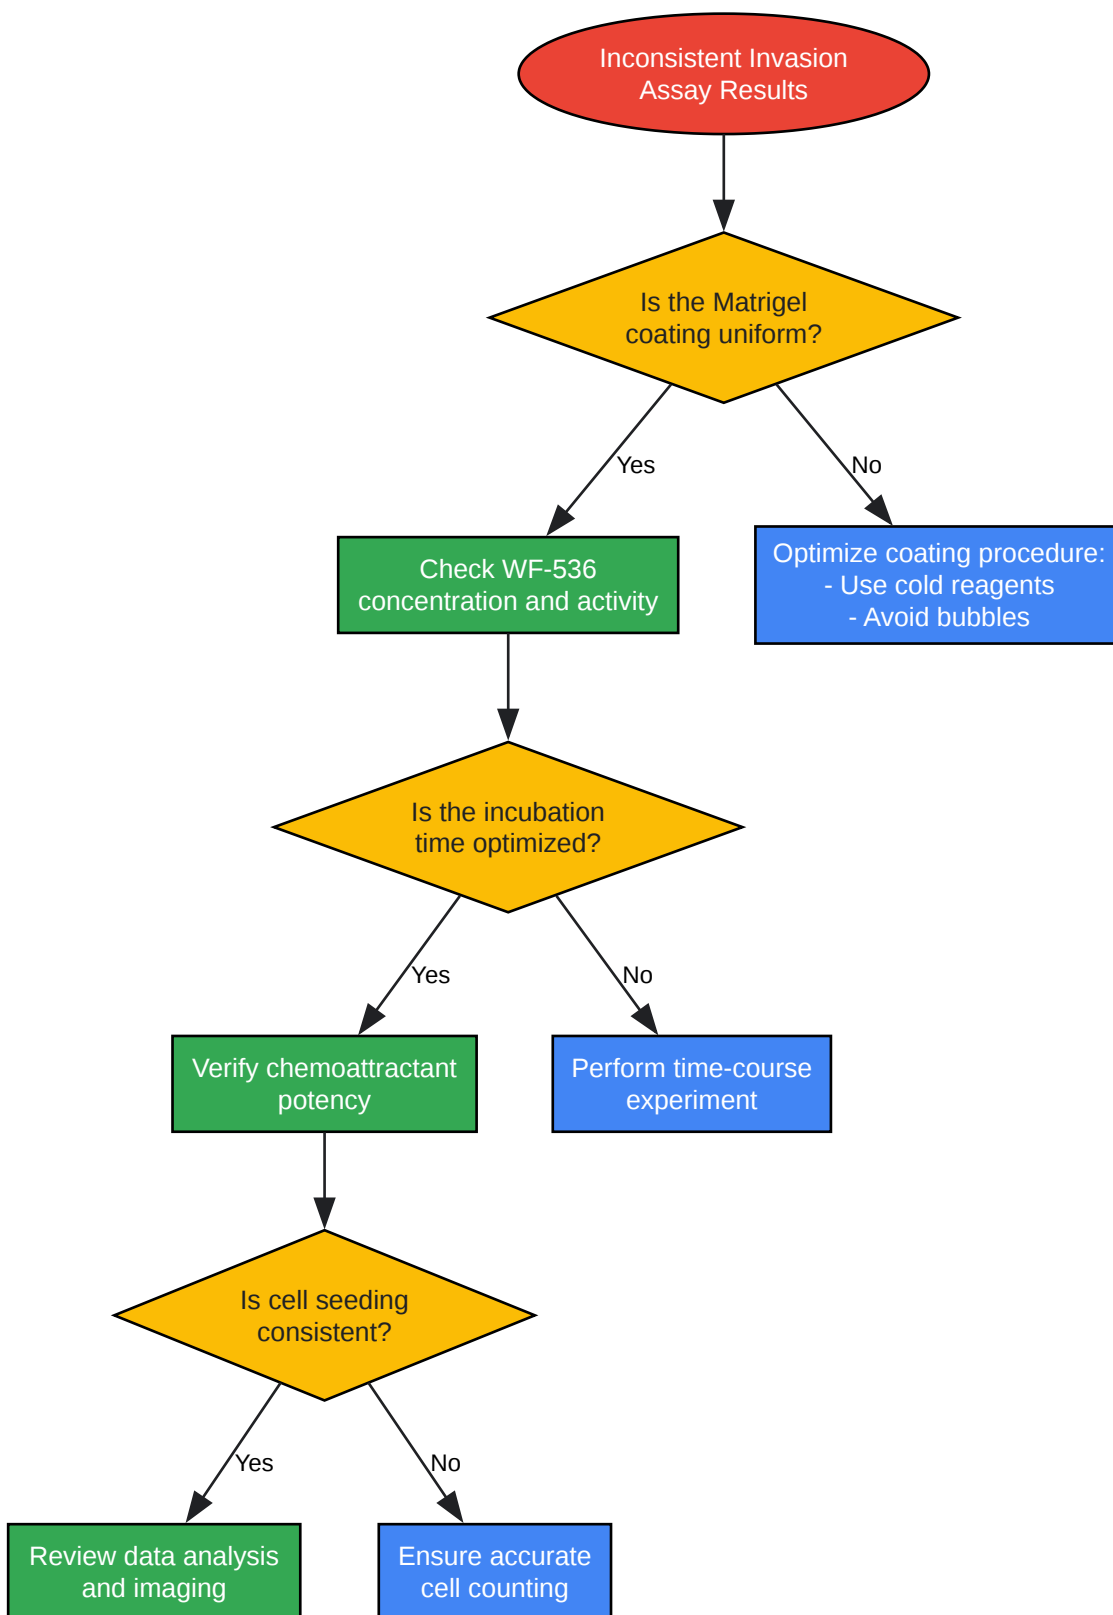 Inconsistent Invasion
Assay Results
Is the Matrigel
coating uniform?
Yes
No
Check WF-536
concentration and activity
Optimize coating procedure:
- Use cold reagents
- Avoid bubbles
Is the incubation
time optimized?
Yes
No
Verify chemoattractant
potency
Perform time-course
experiment
Is cell seeding
consistent?
Yes
No
Review data analysis
and imaging
Ensure accurate
cell counting